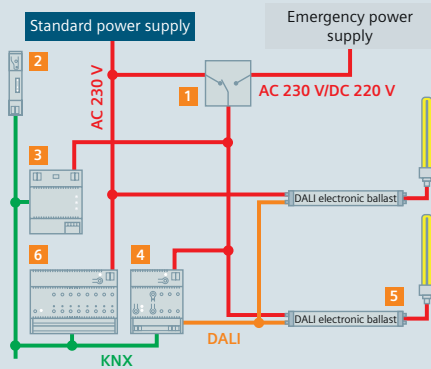 Standard power supply
Emergency power
supply
2
AC 230 V
1
AC 230 V/DC 220 V
3
DALI electronic ballast
6
4
5
DALI electronic ballast
DALI
KNX